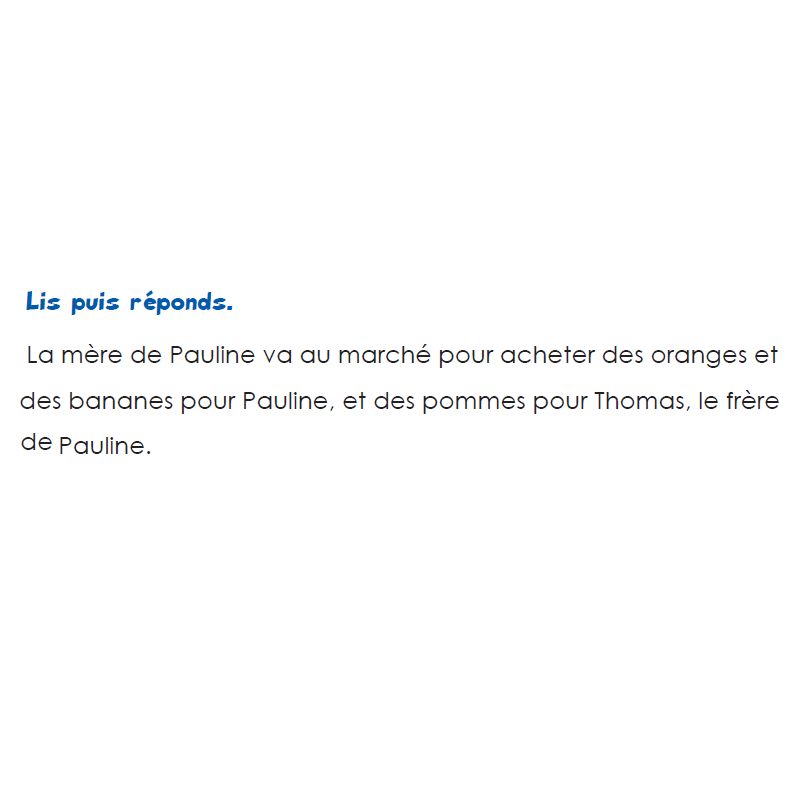 Lis puis réponds.
La mère de Pauline va au marché pour acheter des oranges et
des bananes pour Pauline, et des pommes pour Thomas, le frère
de Pauline.